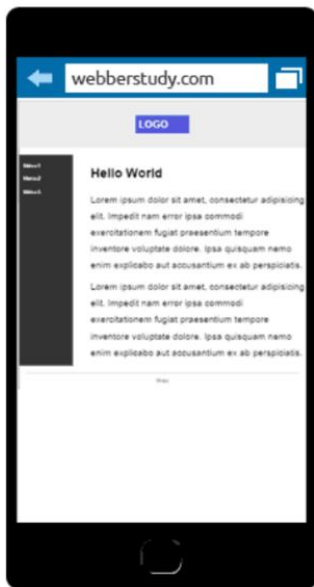 webberstudy.com
LOGO
Menu1
Menu2
Menu3
Hello World
Lorem ipsum dolor sit amet, consectetur adipisicing
elit. Impedit nam error ipsa commodi
exercitationem fugiat praesentium tempore
inventore voluptate dolore. Ipsa quisquam nemo
enim explicabo aut accusantium ex ab perspiciatis.
Lorem ipsum dolor sit amet, consectetur adipisicing
elit. Impedit nam error ipsa commodi
exercitationem fugiat praesentium tempore
inventore voluptate dolore. Ipsa quisquam nemo
enim explicabo aut accusantium ex ab perspiciatis.